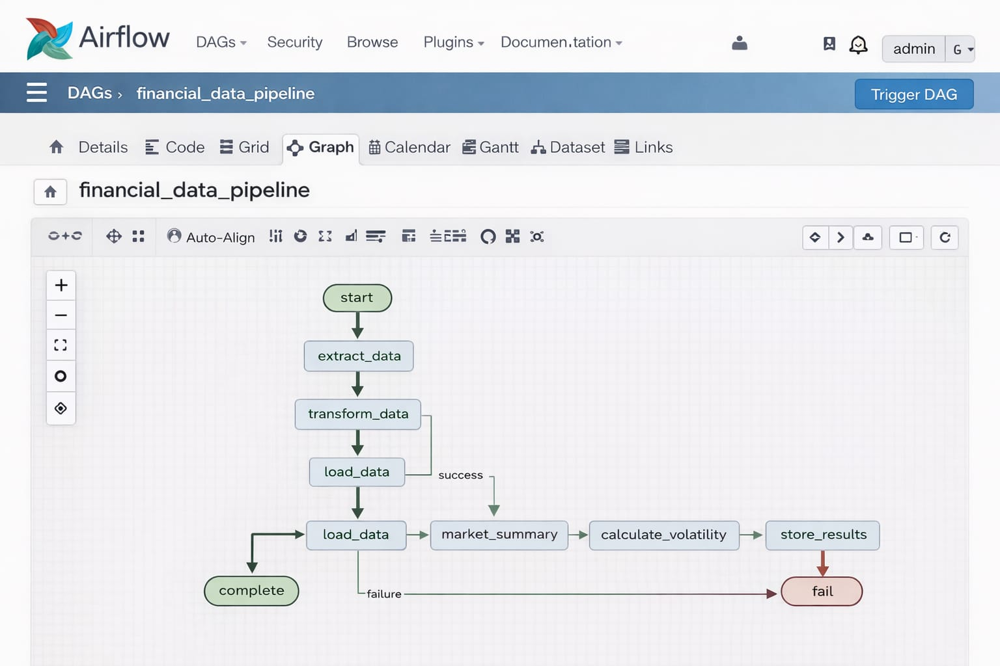 Airflow DAGs Security Browse Plugins Documen.tation admin G
DAGs › financial_data_pipeline Trigger DAG
Details Code Grid Graph Calendar Gantt Dataset Links
financial_data_pipeline
Auto-Align
start
extract_data
transform_data
load_data
success
load_data market_summary calculate_volatility store_results
complete
failure
fail